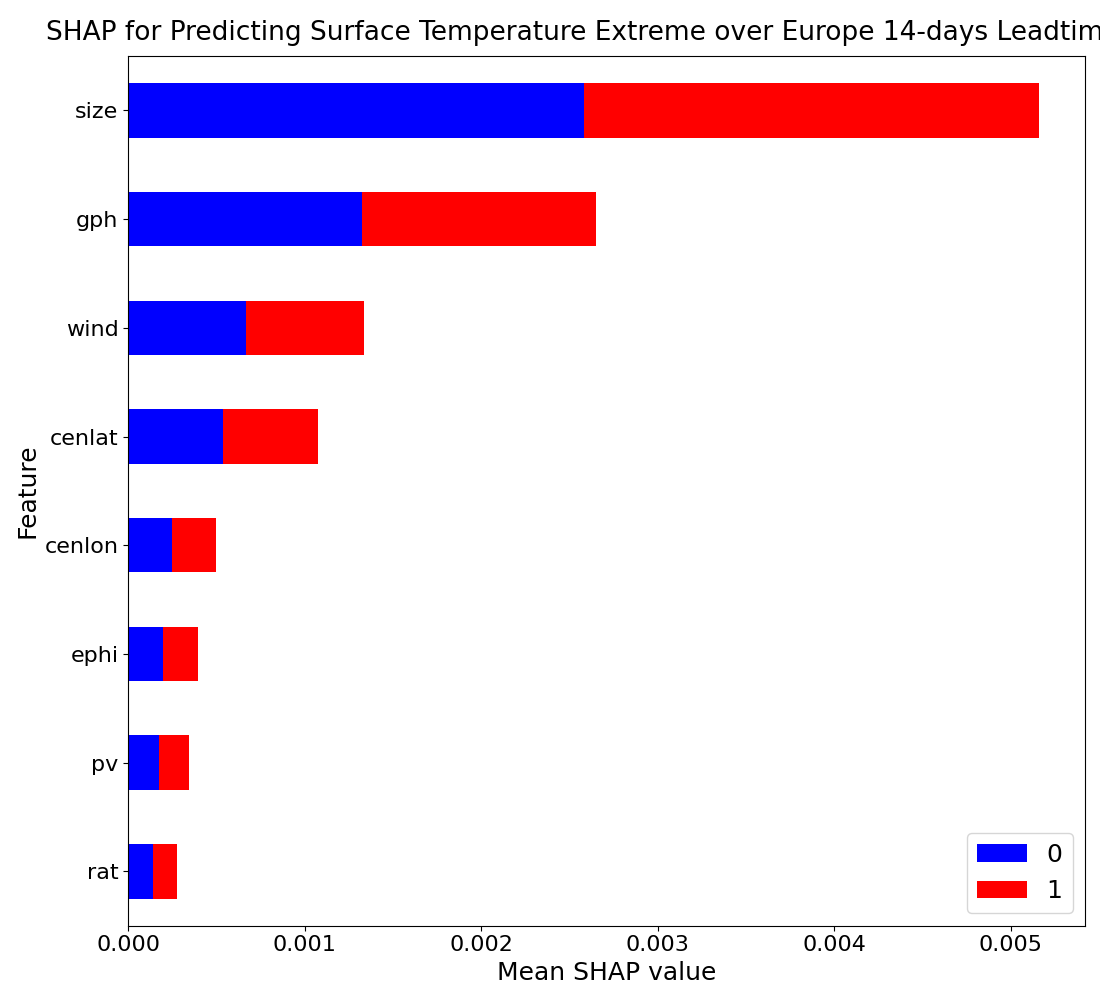 SHAP for Predicting Surface Temperature Extreme over Europe 14-days Leadtim
size
gph
wind
cenlat
cenlon
ephi
pv
rat
Feature
0
1
0.000 0.001 0.002 0.003 0.004 0.005
Mean SHAP value